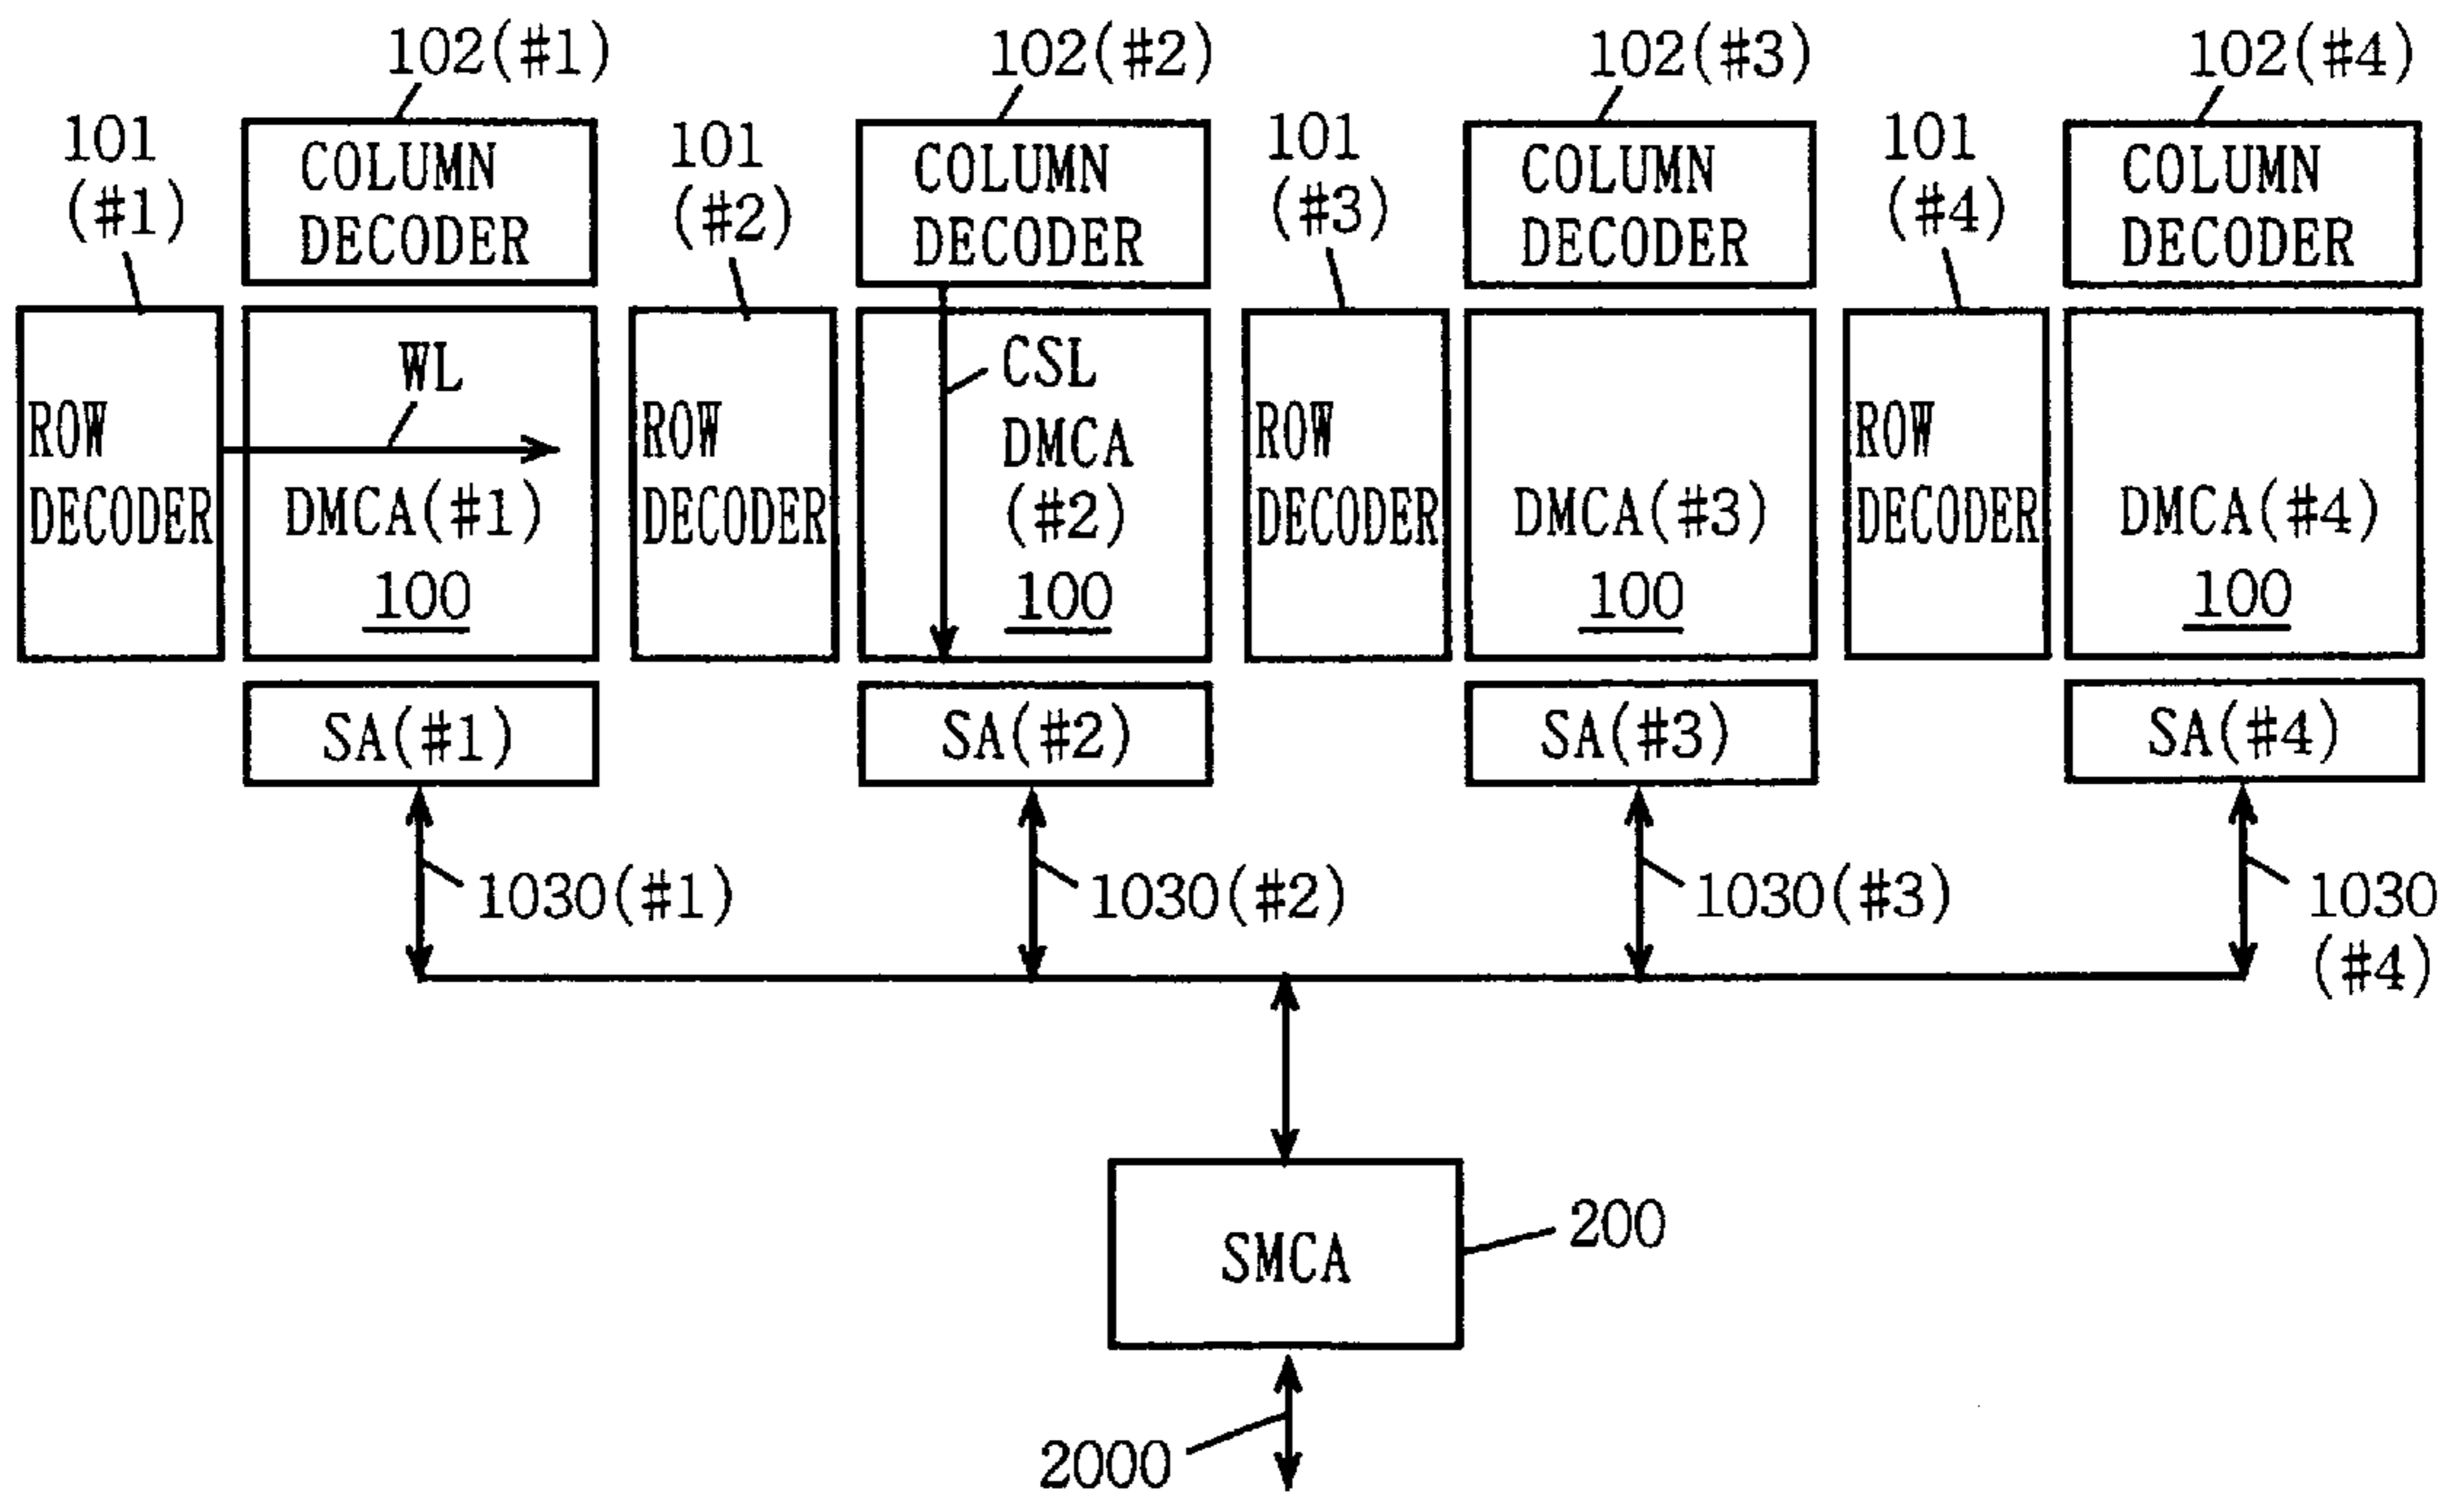 102(#1)
102(#2)
102(#3)
102(#4)
101
(#1)
COLUMN
DECODER
101
(#2)
COLUMN
DECODER
101
(#3)
COLUMN
DECODER
101
(#4)
COLUMN
DECODER
ROW
DECODER
WL
DMCA(#1)
100
ROW
DECODER
CSL
DMCA
(#2)
100
ROW
DECODER
DMCA(#3)
100
ROW
DECODER
DMCA(#4)
100
SA(#1)
SA(#2)
SA(#3)
SA(#4)
1030(#1)
1030(#2)
1030(#3)
1030
(#4)
SMCA
200
2000